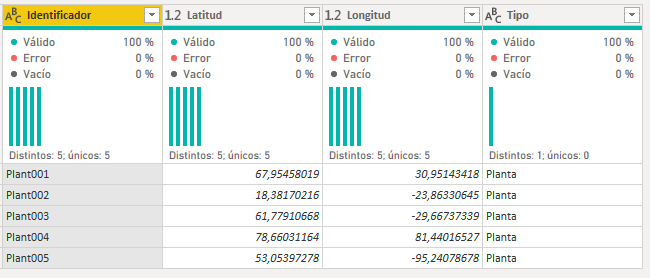 ABC Identificador 1.2 Latitud 1.2 Longitud ABC Tipo
Válido 100 % Válido 100 % Válido 100 % Válido 100 %
Error 0 % Error 0 % Error 0 % Error 0 %
Vacío 0 % Vacío 0 % Vacío 0 % Vacío 0 %
Distintos: 5; únicos: 5 Distintos: 5; únicos: 5 Distintos: 5; únicos: 5 Distintos: 1; únicos: 0
Plant001 67,95458019 30,95143418 Planta
Plant002 18,38170216 -23,86330645 Planta
Plant003 61,77910668 -29,66737339 Planta
Plant004 78,66031164 81,44016527 Planta
Plant005 53,05397278 -95,24078678 Planta